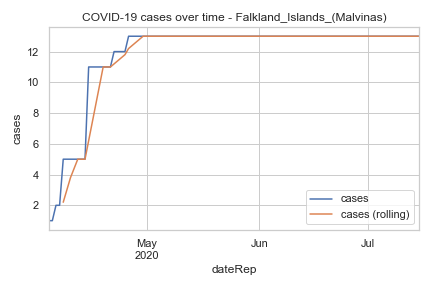 COVID-19 cases over time - Falkland_Islands_(Malvinas)
cases
12
10
8
6
4
2
cases
cases (rolling)
May
2020
Jun
Jul
dateRep